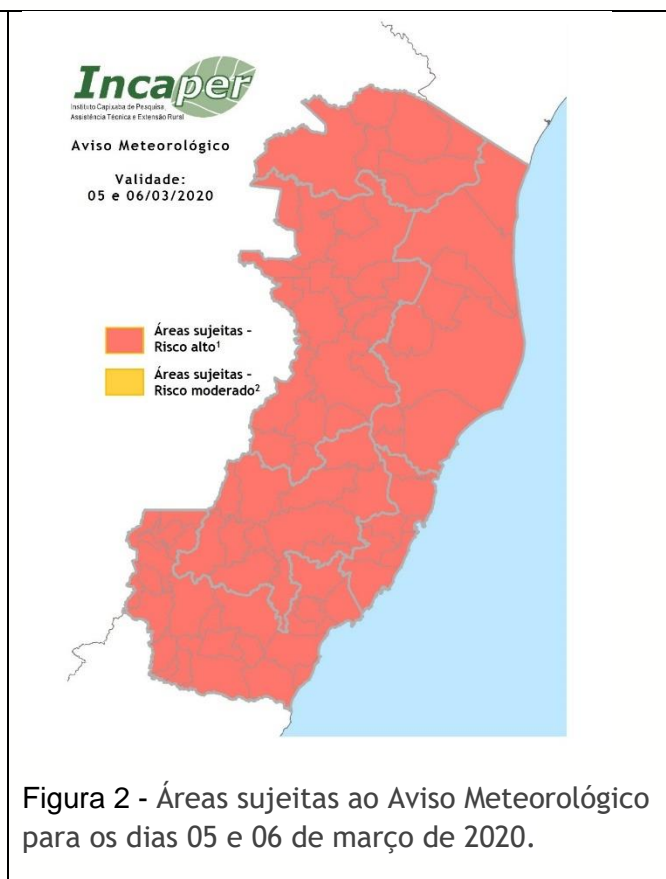 Incaper
Instituto Capixaba de Pesquisa,
Assistência Técnica e Extensão Rural
Aviso Meteorológico
Validade:
05 e 06/03/2020
Áreas sujeitas -
Risco alto¹
Áreas sujeitas -
Risco moderado²
Figura 2 - Áreas sujeitas ao Aviso Meteorológico
para os dias 05 e 06 de março de 2020.